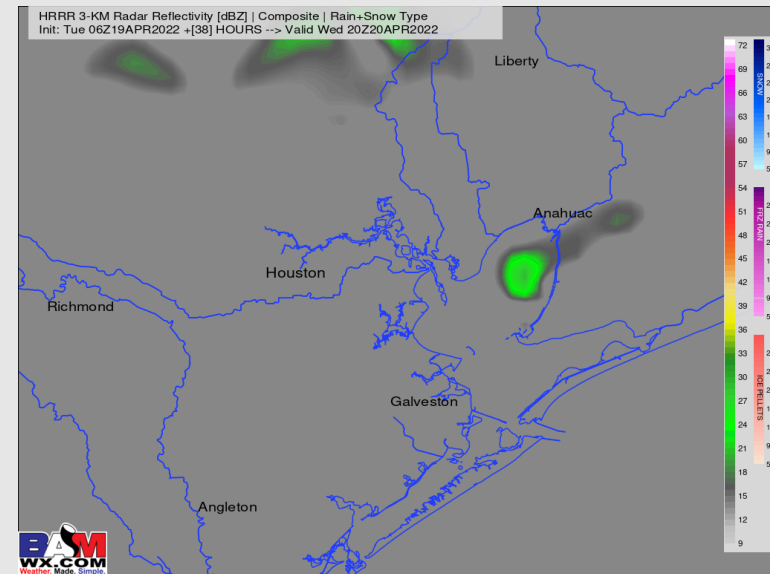 HRRR 3-KM Radar Reflectivity [dBZ] | Composite | Rain+Snow Type
Init: Tue 06Z19APR2022 +[38] HOURS --> Valid Wed 20Z20APR2022
Liberty
Anahuac
Houston
Richmond
Galveston
Angleton
72
69
66
63
60
57
54
51
48
45
42
39
36
33
30
27
24
21
18
15
12
9
SNOW
FRZ RAIN
ICE PELLETS
BAM
WX.COM
Weather. Made. Simple.